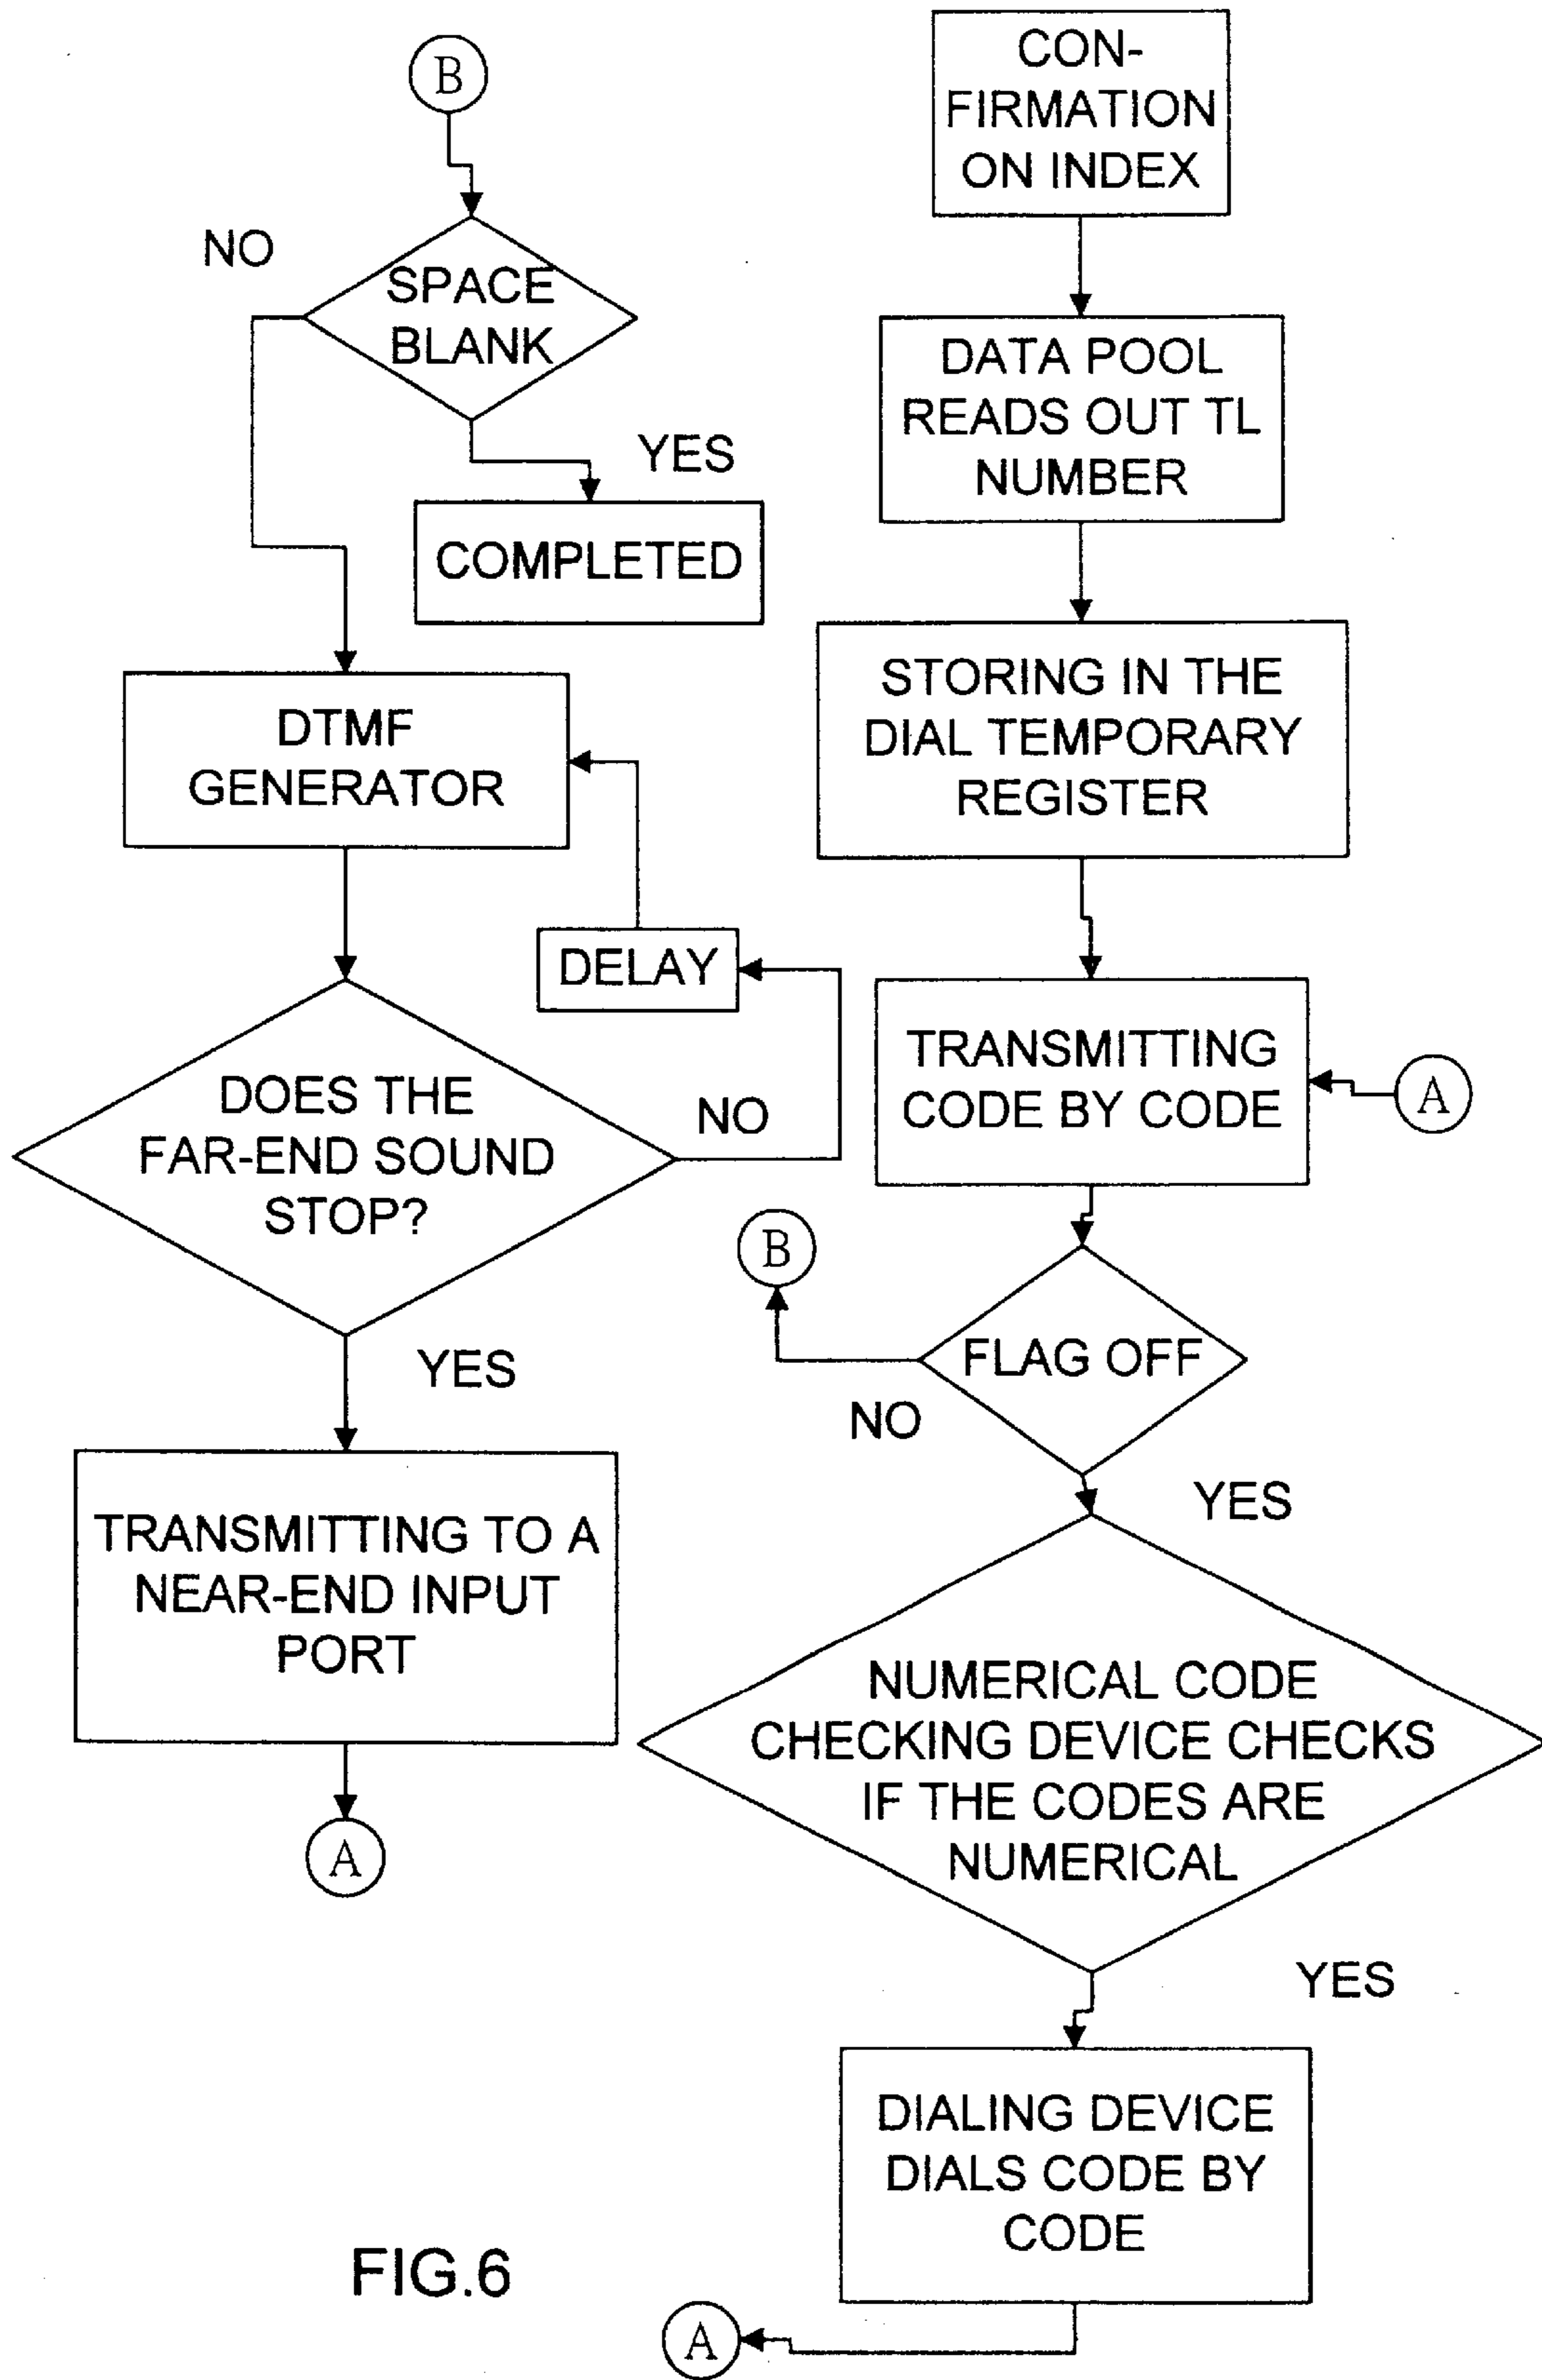 B
NO
SPACE
BLANK
YES
COMPLETED
DTMF
GENERATOR
DELAY
DOES THE
FAR-END SOUND
STOP?
NO
YES
TRANSMITTING TO A
NEAR-END INPUT
PORT
A
CON-
FIRMATION
ON INDEX
DATA POOL
READS OUT TL
NUMBER
STORING IN THE
DIAL TEMPORARY
REGISTER
TRANSMITTING
CODE BY CODE
A
B
FLAG OFF
NO
YES
NUMERICAL CODE
CHECKING DEVICE CHECKS
IF THE CODES ARE
NUMERICAL
YES
DIALING DEVICE
DIALS CODE BY
CODE
A
FIG.6